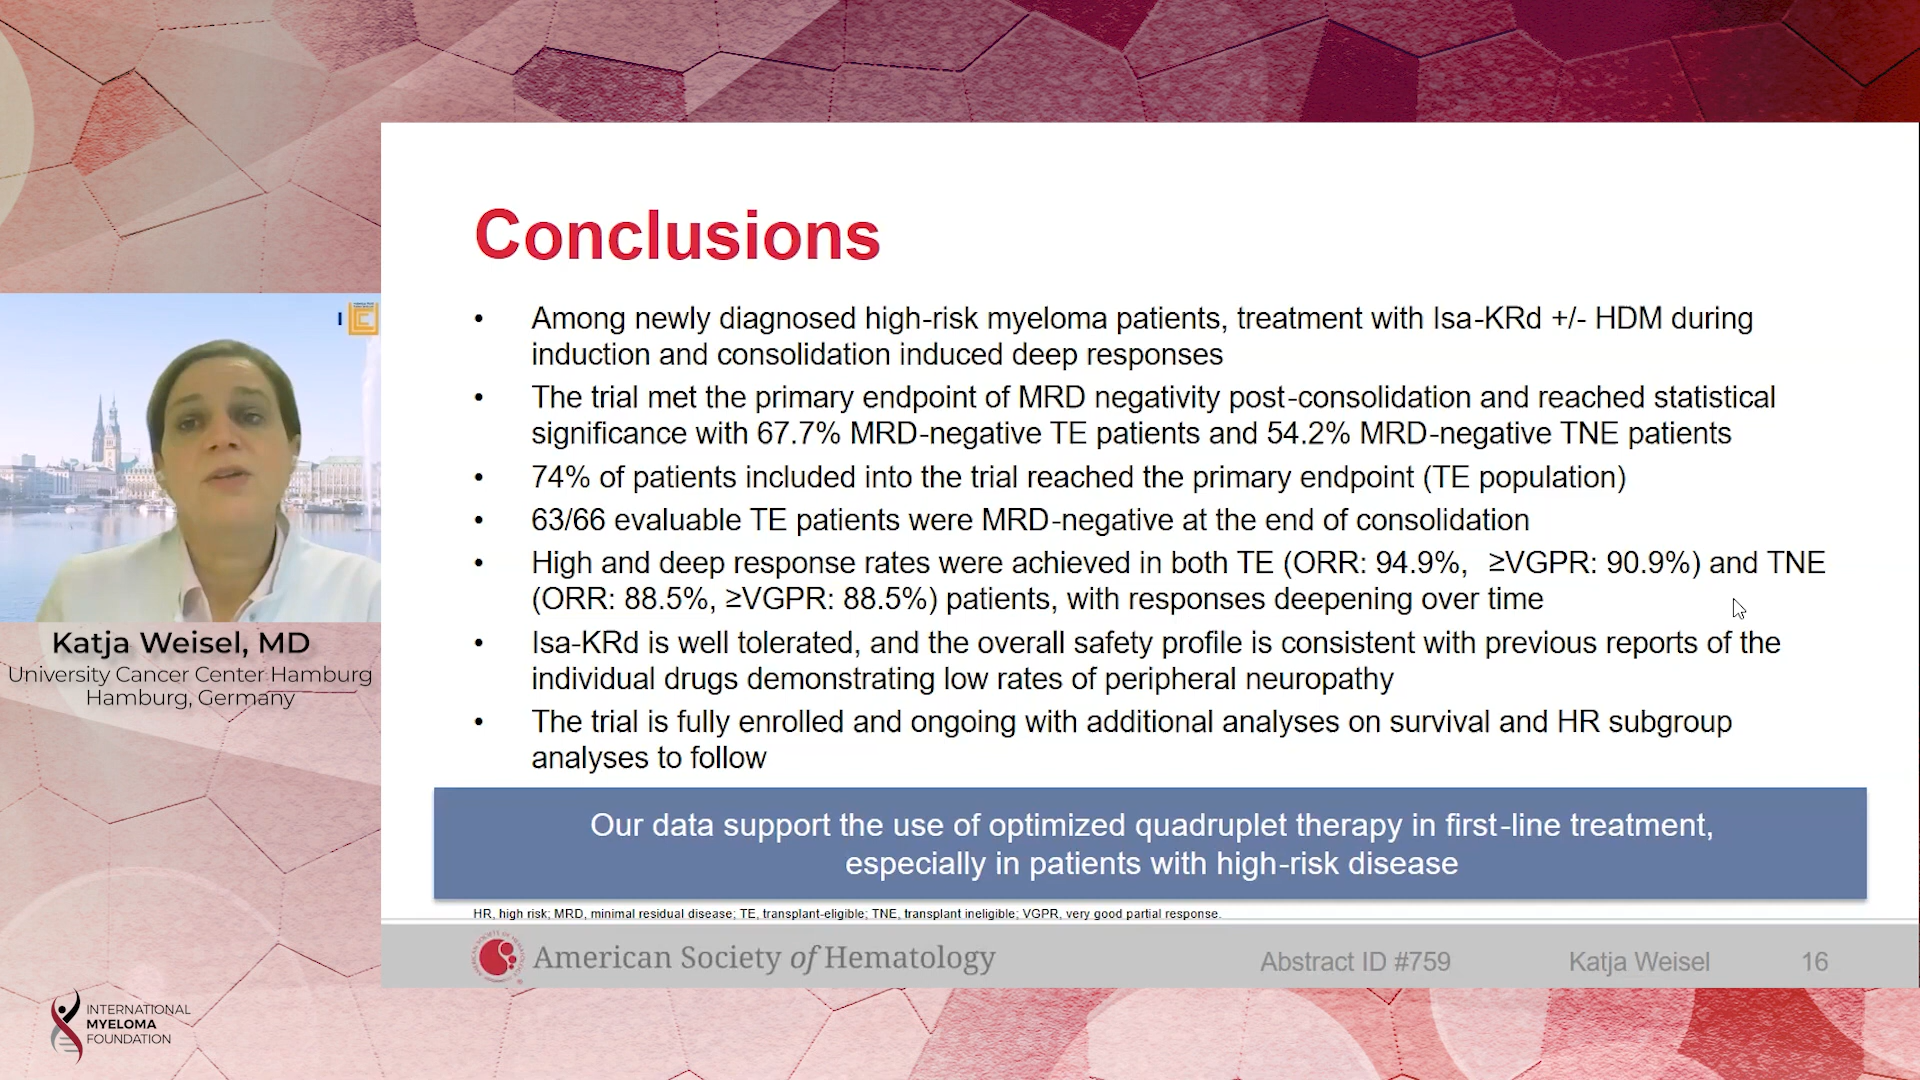 Conclusions
• Among newly diagnosed high-risk myeloma patients, treatment with Isa-KRd +/- HDM during
induction and consolidation induced deep responses
• The trial met the primary endpoint of MRD negativity post-consolidation and reached statistical
significance with 67.7% MRD-negative TE patients and 54.2% MRD-negative TNE patients
• 74% of patients included into the trial reached the primary endpoint (TE population)
• 63/66 evaluable TE patients were MRD-negative at the end of consolidation
• High and deep response rates were achieved in both TE (ORR: 94.9%, ≥VGPR: 90.9%) and TNE
(ORR: 88.5%, ≥VGPR: 88.5%) patients, with responses deepening over time
• Isa-KRd is well tolerated, and the overall safety profile is consistent with previous reports of the
individual drugs demonstrating low rates of peripheral neuropathy
• The trial is fully enrolled and ongoing with additional analyses on survival and HR subgroup
analyses to follow
Our data support the use of optimized quadruplet therapy in first-line treatment,
especially in patients with high-risk disease
HR, high risk; MRD, minimal residual disease; TE, transplant-eligible; TNE, transplant ineligible; VGPR, very good partial response.
American Society of Hematology
Abstract ID #759 Katja Weisel 16
Katja Weisel, MD
University Cancer Center Hamburg
Hamburg, Germany
INTERNATIONAL
MYELOMA
FOUNDATION